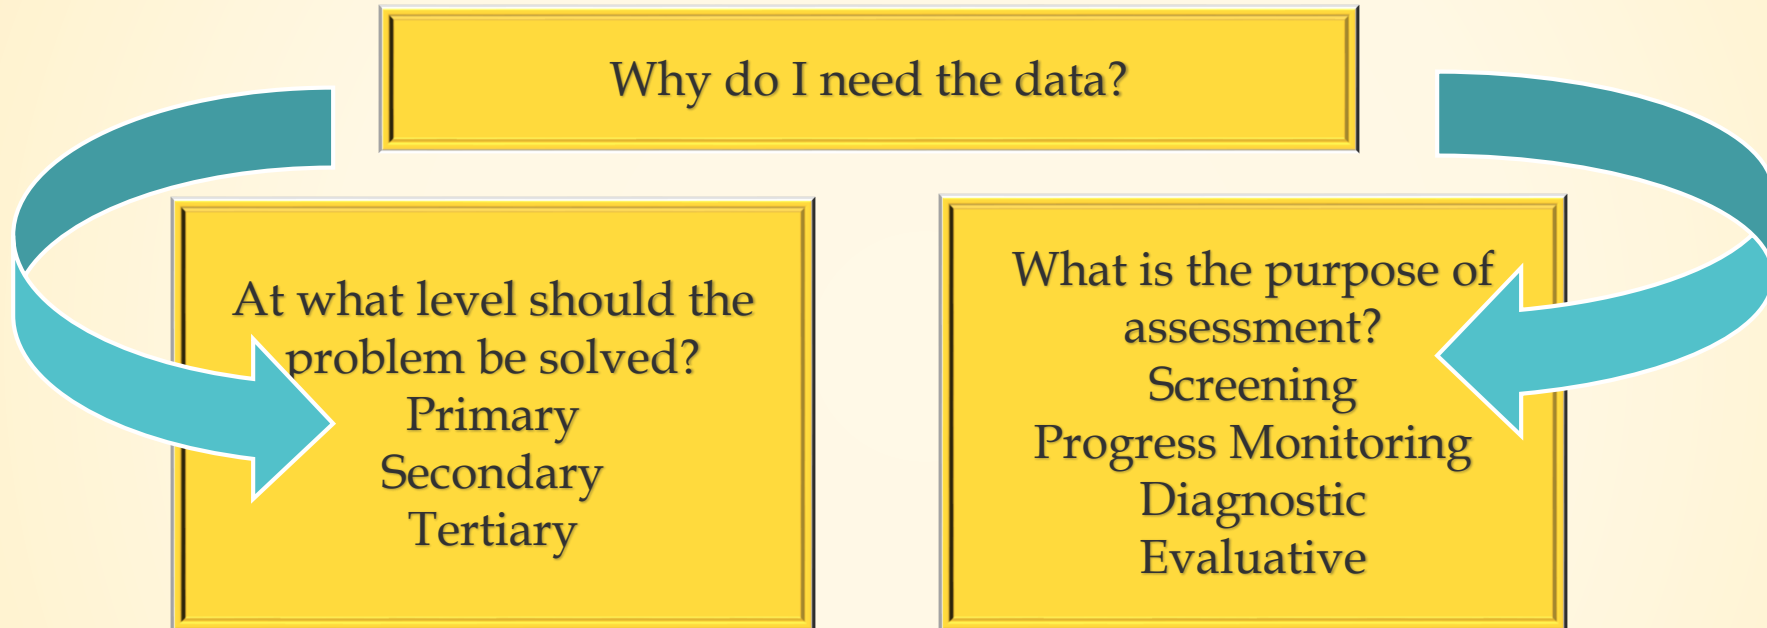 Why do I need the data?
At what level should the
problem be solved?
Primary
Secondary
Tertiary
What is the purpose of
assessment?
Screening
Progress Monitoring
Diagnostic
Evaluative